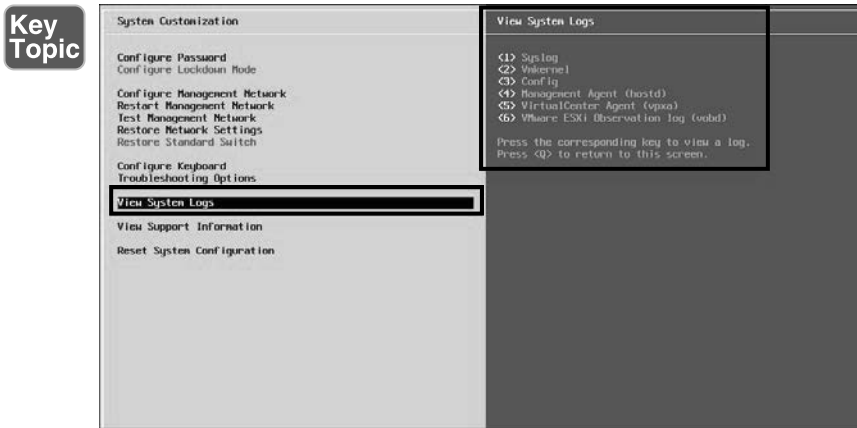 Key
Topic
System Customization
Configure Password
Configure Lockdown Mode
Configure Management Network
Restart Management Network
Test Management Network
Restore Network Settings
Restore Standard Switch
Configure Keyboard
Troubleshooting Options
View System Logs
View Support Information
Reset System Configuration
View System Logs
<1> Syslog
<2> Vmkernel
<3> Config
<4> Management Agent (hostd)
<5> VirtualCenter Agent (vpxa)
<6> VMware ESXi Observation log (vobd)
Press the corresponding key to view a log.
Press <Q> to return to this screen.